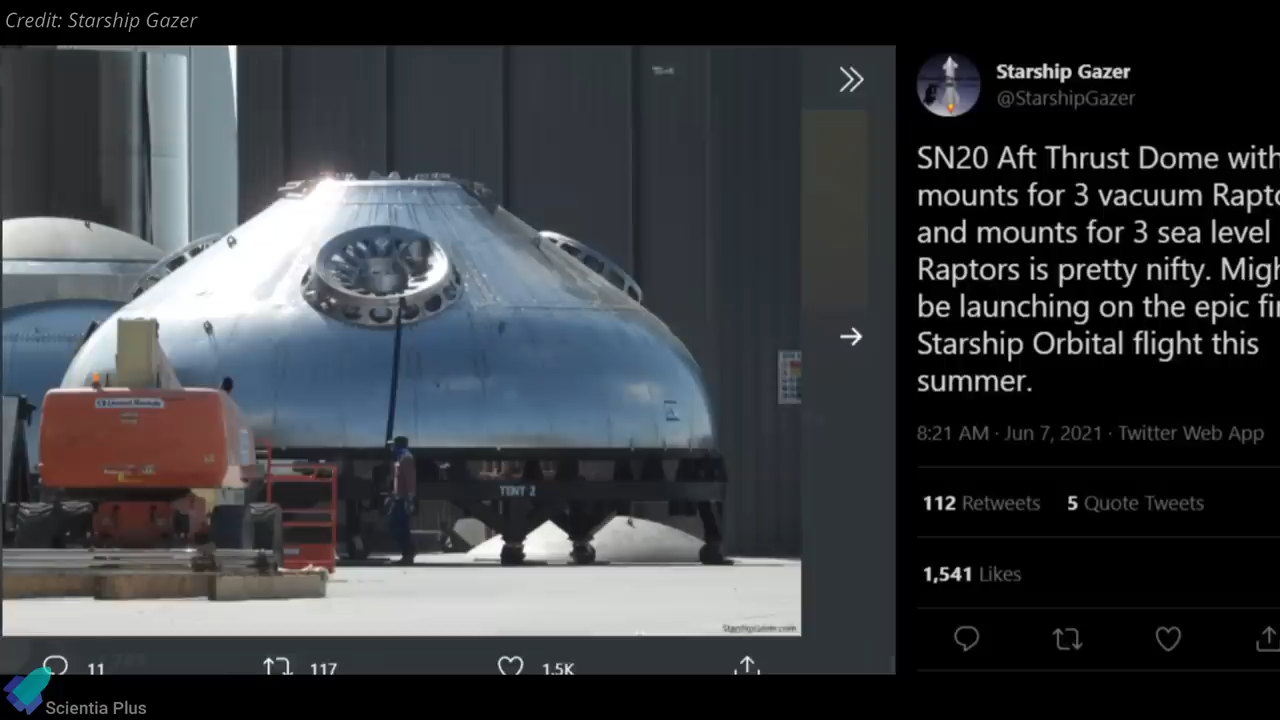 Credit: Starship Gazer
Starship Gazer
@StarshipGazer
SN20 Aft Thrust Dome with
mounts for 3 vacuum Rapto
and mounts for 3 sea level
Raptors is pretty nifty. Migh
be launching on the epic fir
Starship Orbital flight this
summer.
8:21 AM · Jun 7, 2021 · Twitter Web App
112 Retweets 5 Quote Tweets
1,541 Likes
TENT 2
StarshipGazer.com
11 117 1.5K
Scientia Plus